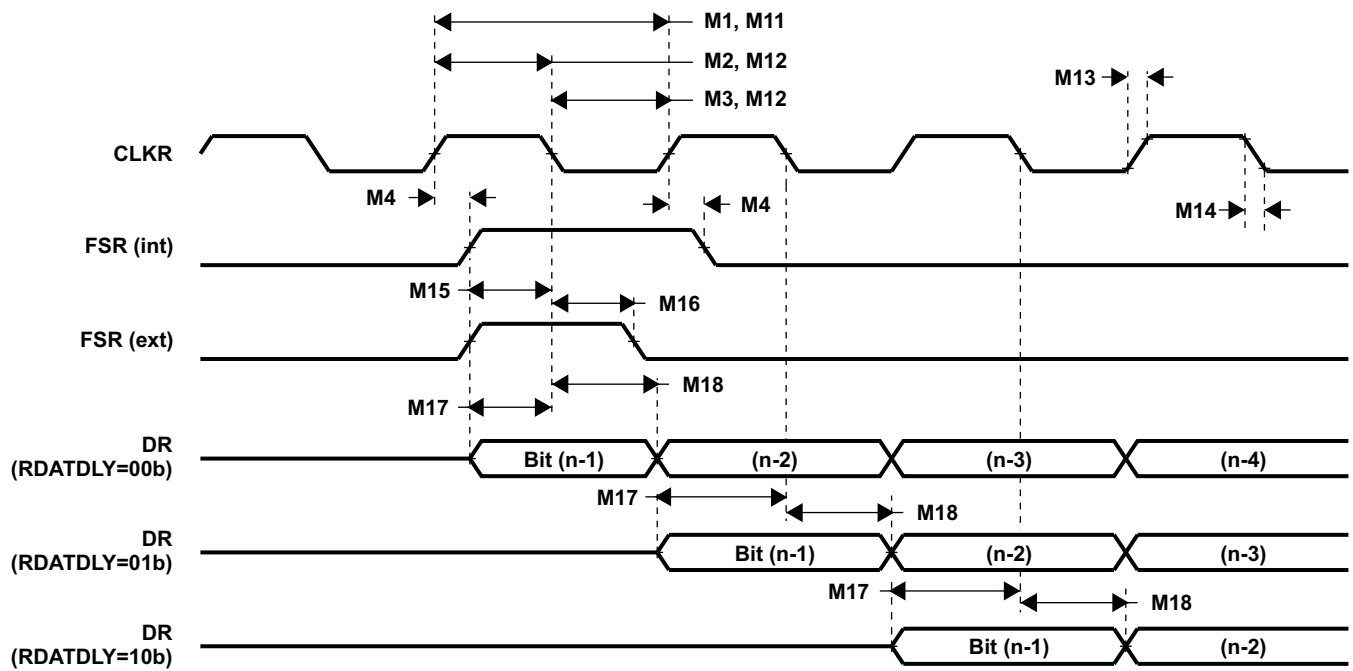 M1, M11
M2, M12
M13
M3, M12
CLKR
M4
M4
M14
FSR (int)
M15
M16
FSR (ext)
M18
M17
DR
(RDATDLY=00b)
Bit (n-1)
(n-2)
(n-3)
(n-4)
M17
M18
DR
(RDATDLY=01b)
Bit (n-1)
(n-2)
(n-3)
M17
M18
DR
(RDATDLY=10b)
Bit (n-1)
(n-2)